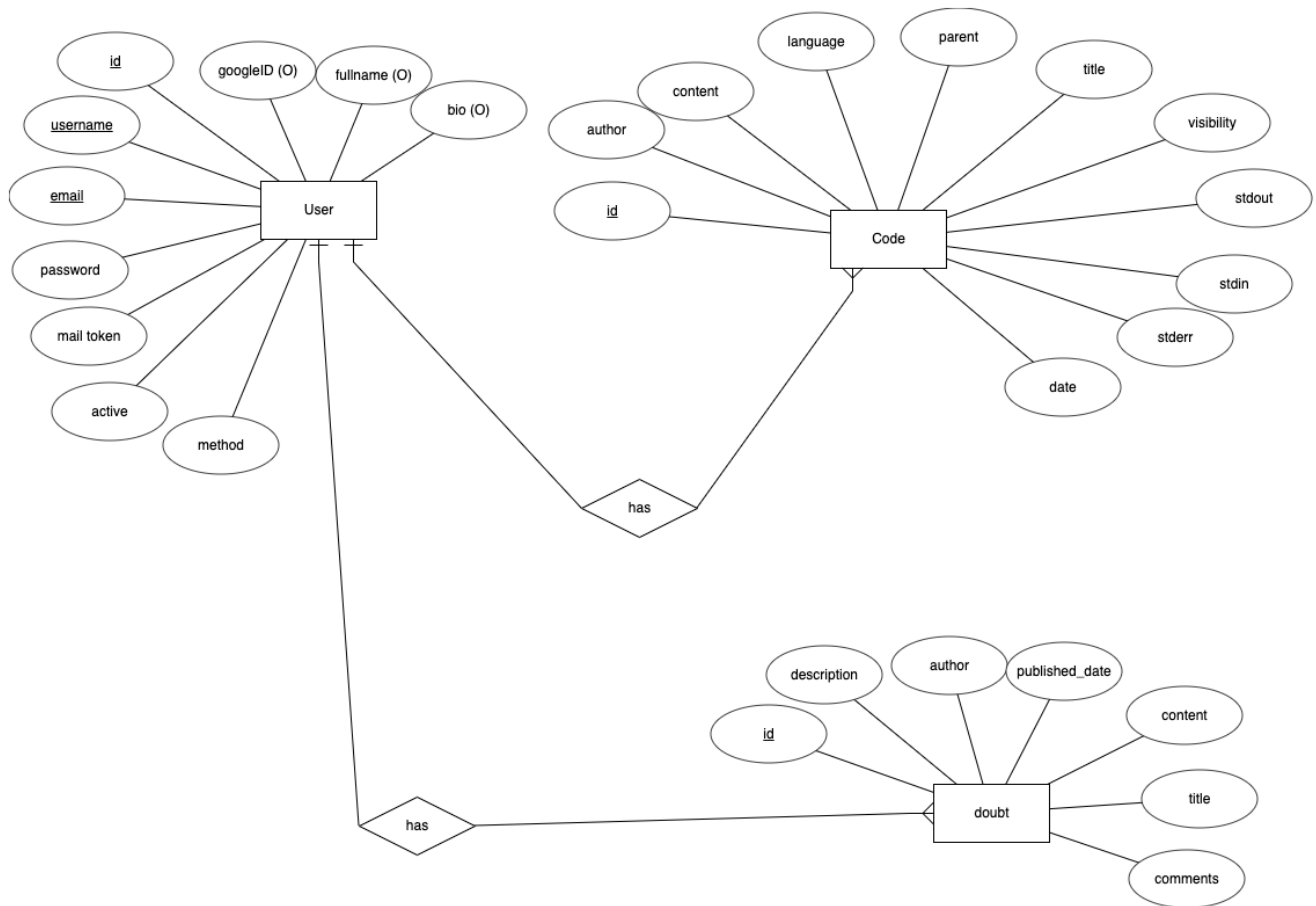 id
googleID (O)
fullname (O)
bio (O)
username
email
password
mail token
active
method
User
language
parent
title
content
visibility
author
id
stdout
stdin
stderr
date
Code
has
has
description
author
published_date
content
id
title
comments
doubt